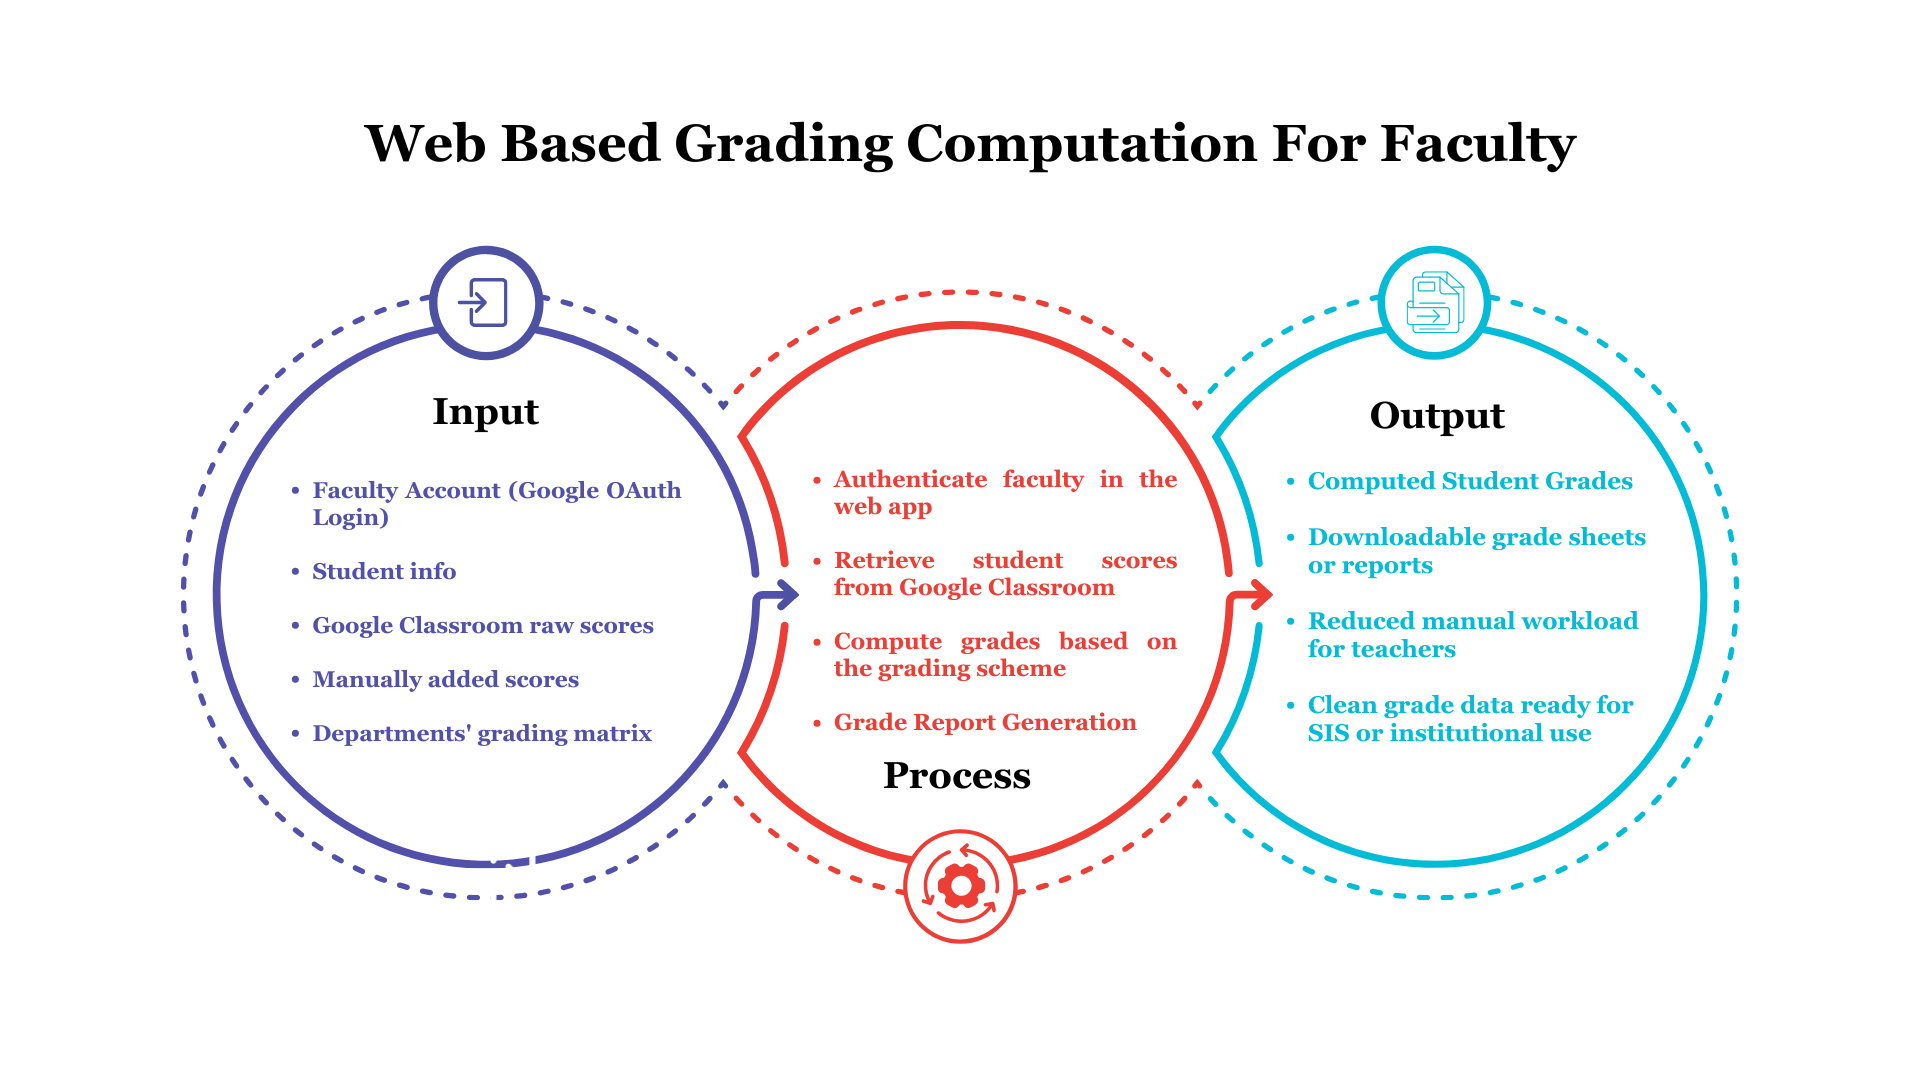 Web Based Grading Computation For Faculty
Input
• Faculty Account (Google OAuth
Login)
• Student info
• Google Classroom raw scores
• Manually added scores
• Departments' grading matrix
• Authenticate faculty in the
web app
• Retrieve student scores
from Google Classroom
• Compute grades based on
the grading scheme
• Grade Report Generation
Process
Output
• Computed Student Grades
• Downloadable grade sheets
or reports
• Reduced manual workload
for teachers
• Clean grade data ready for
SIS or institutional use